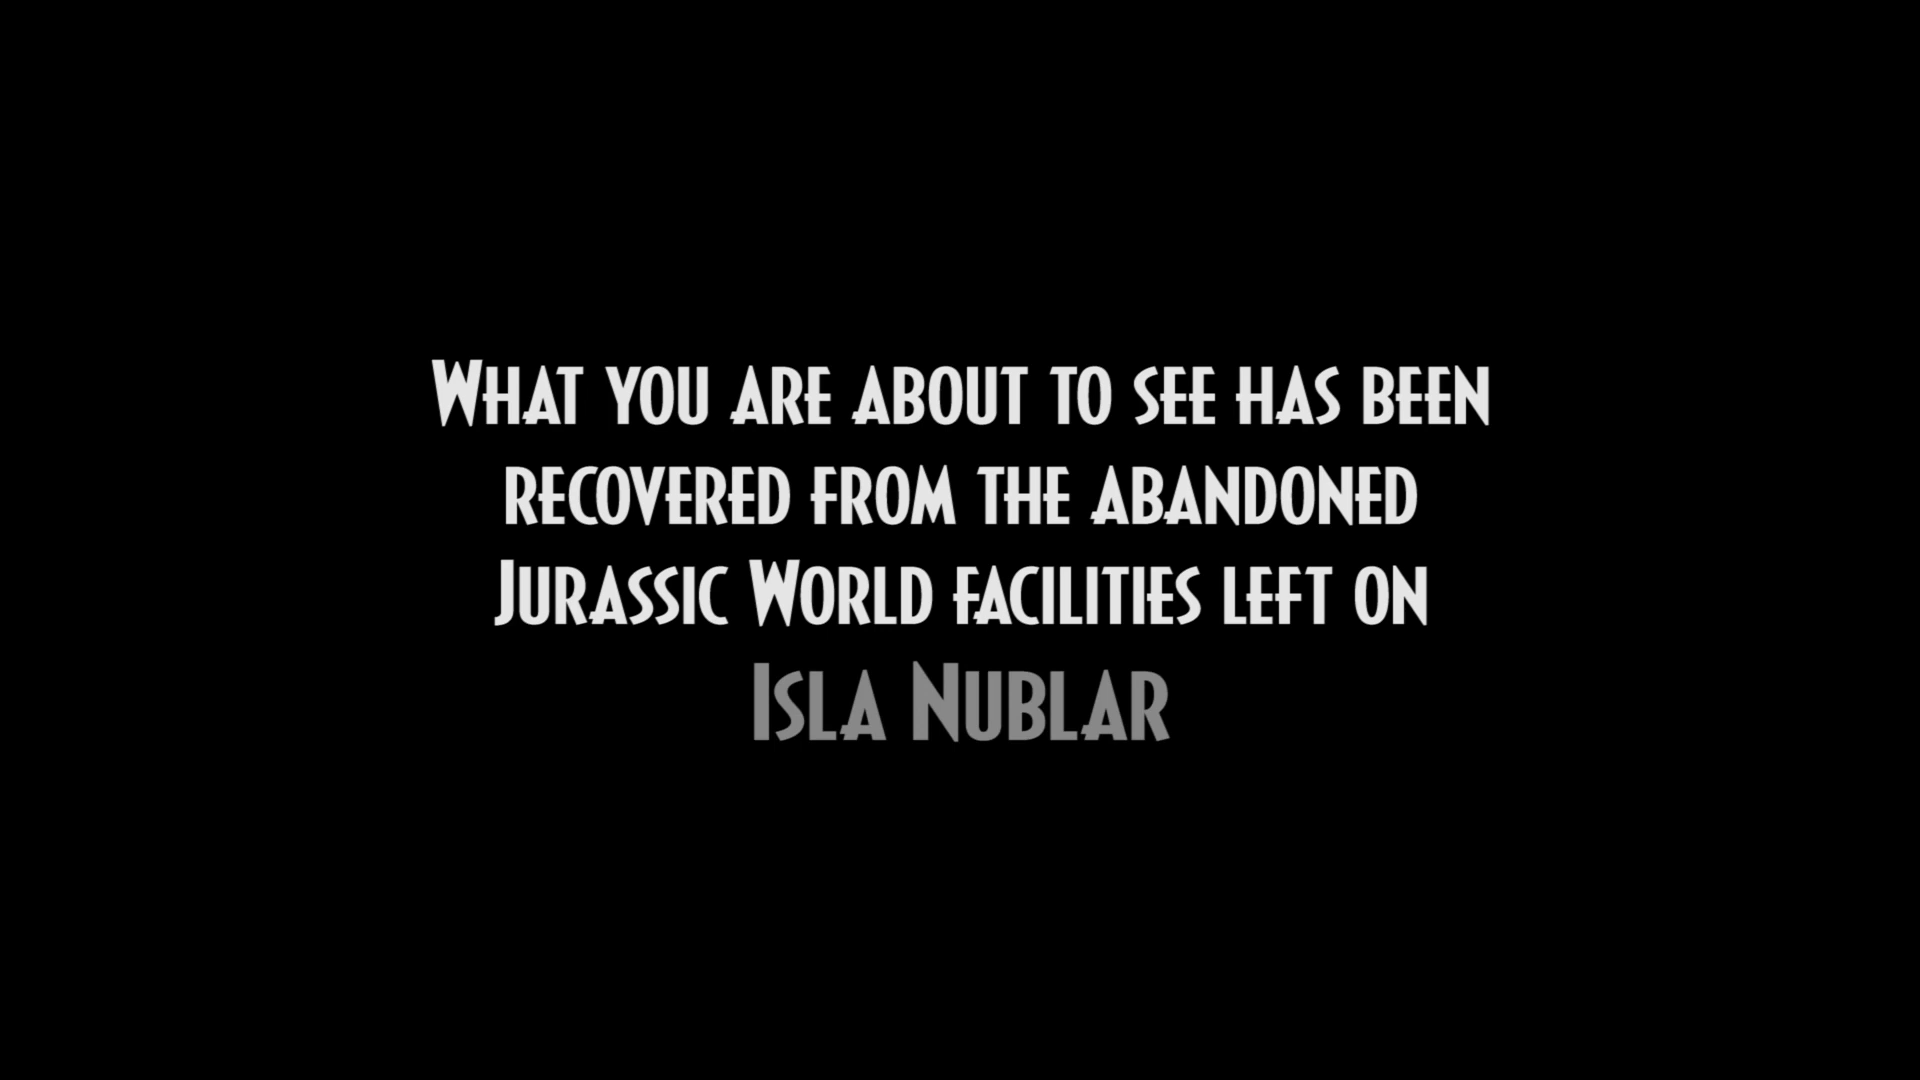 What you are about to see has been
recovered from the abandoned
Jurassic World facilities left on
Isla Nublar